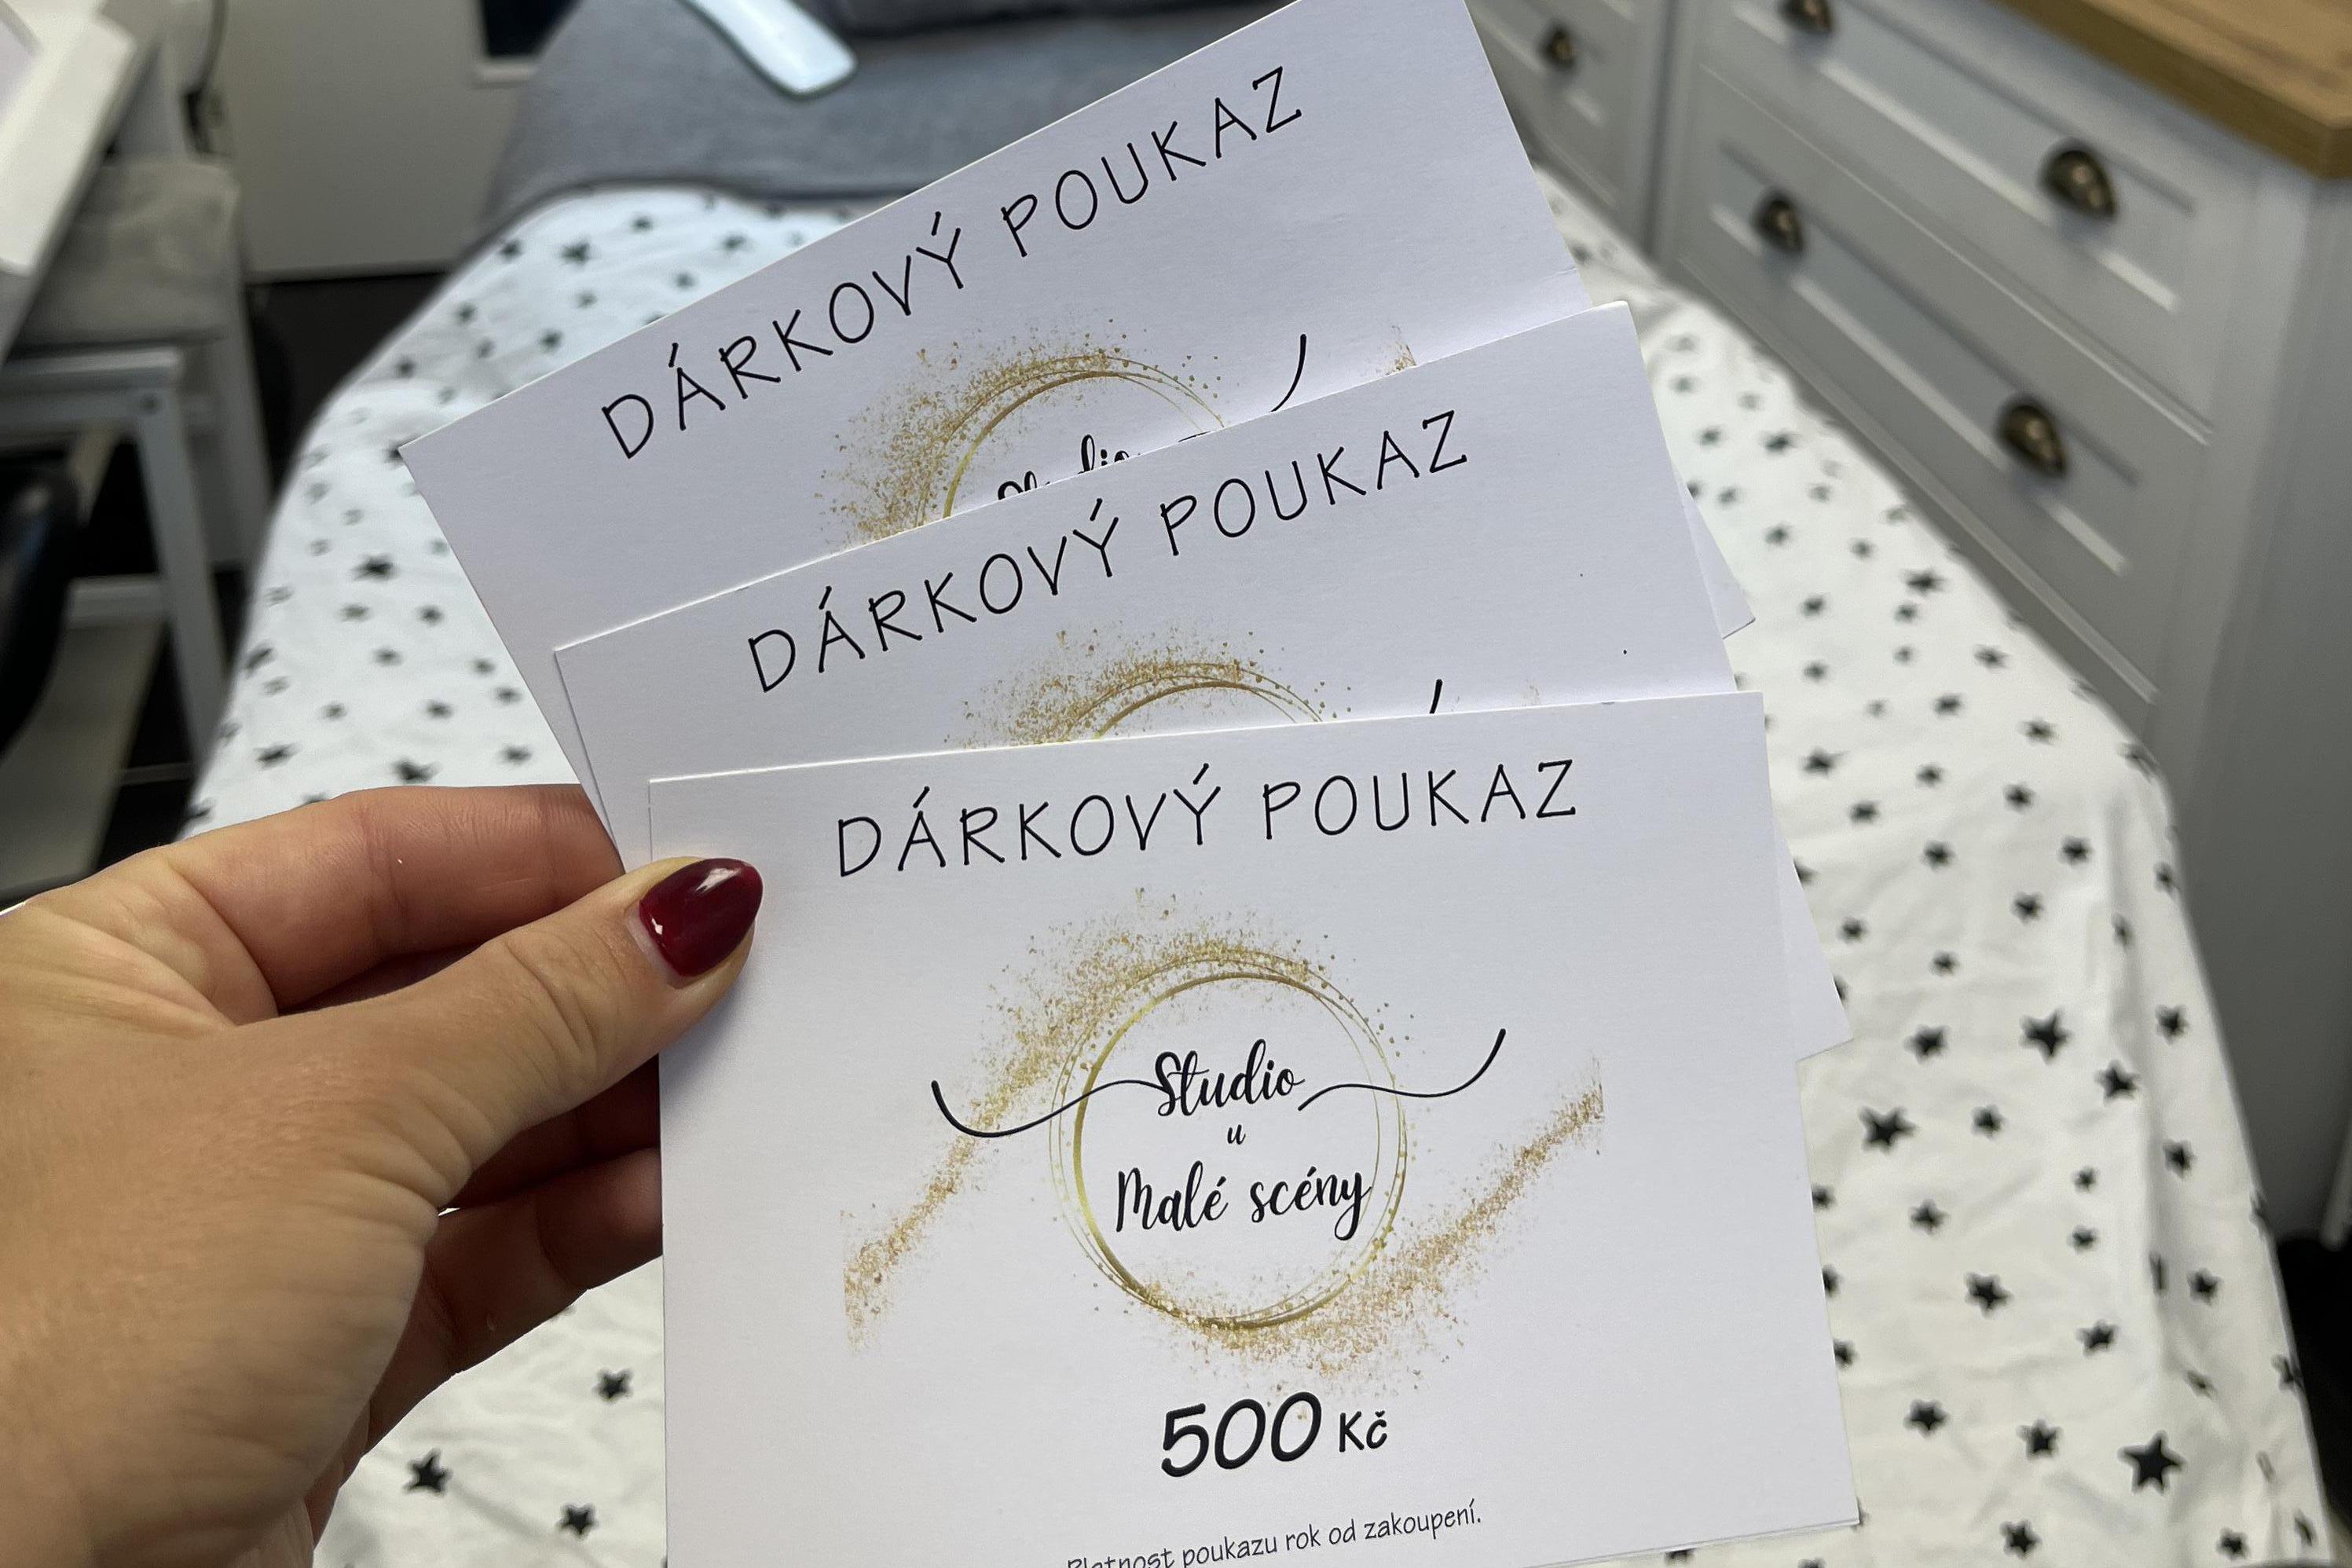 DÁRKOVÝ POUKAZ
DÁRKOVÝ POUKAZ
DÁRKOVÝ POUKAZ
Studio
u
Malé scény
500 Kč
Platnost poukazu rok od zakoupení.